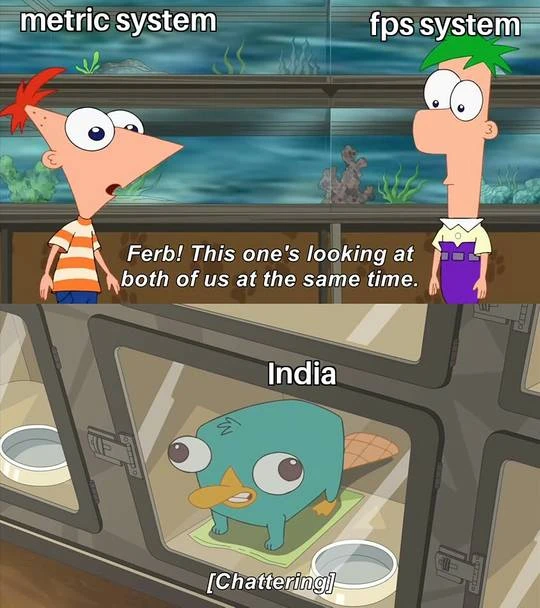 metric system
fps system
Ferb! This one's looking at
both of us at the same time.
India
[Chattering]